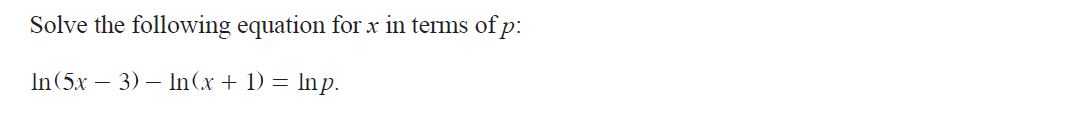 Solve the following equation for x in terms of p:
ln(5x − 3) − ln(x + 1) = ln p.